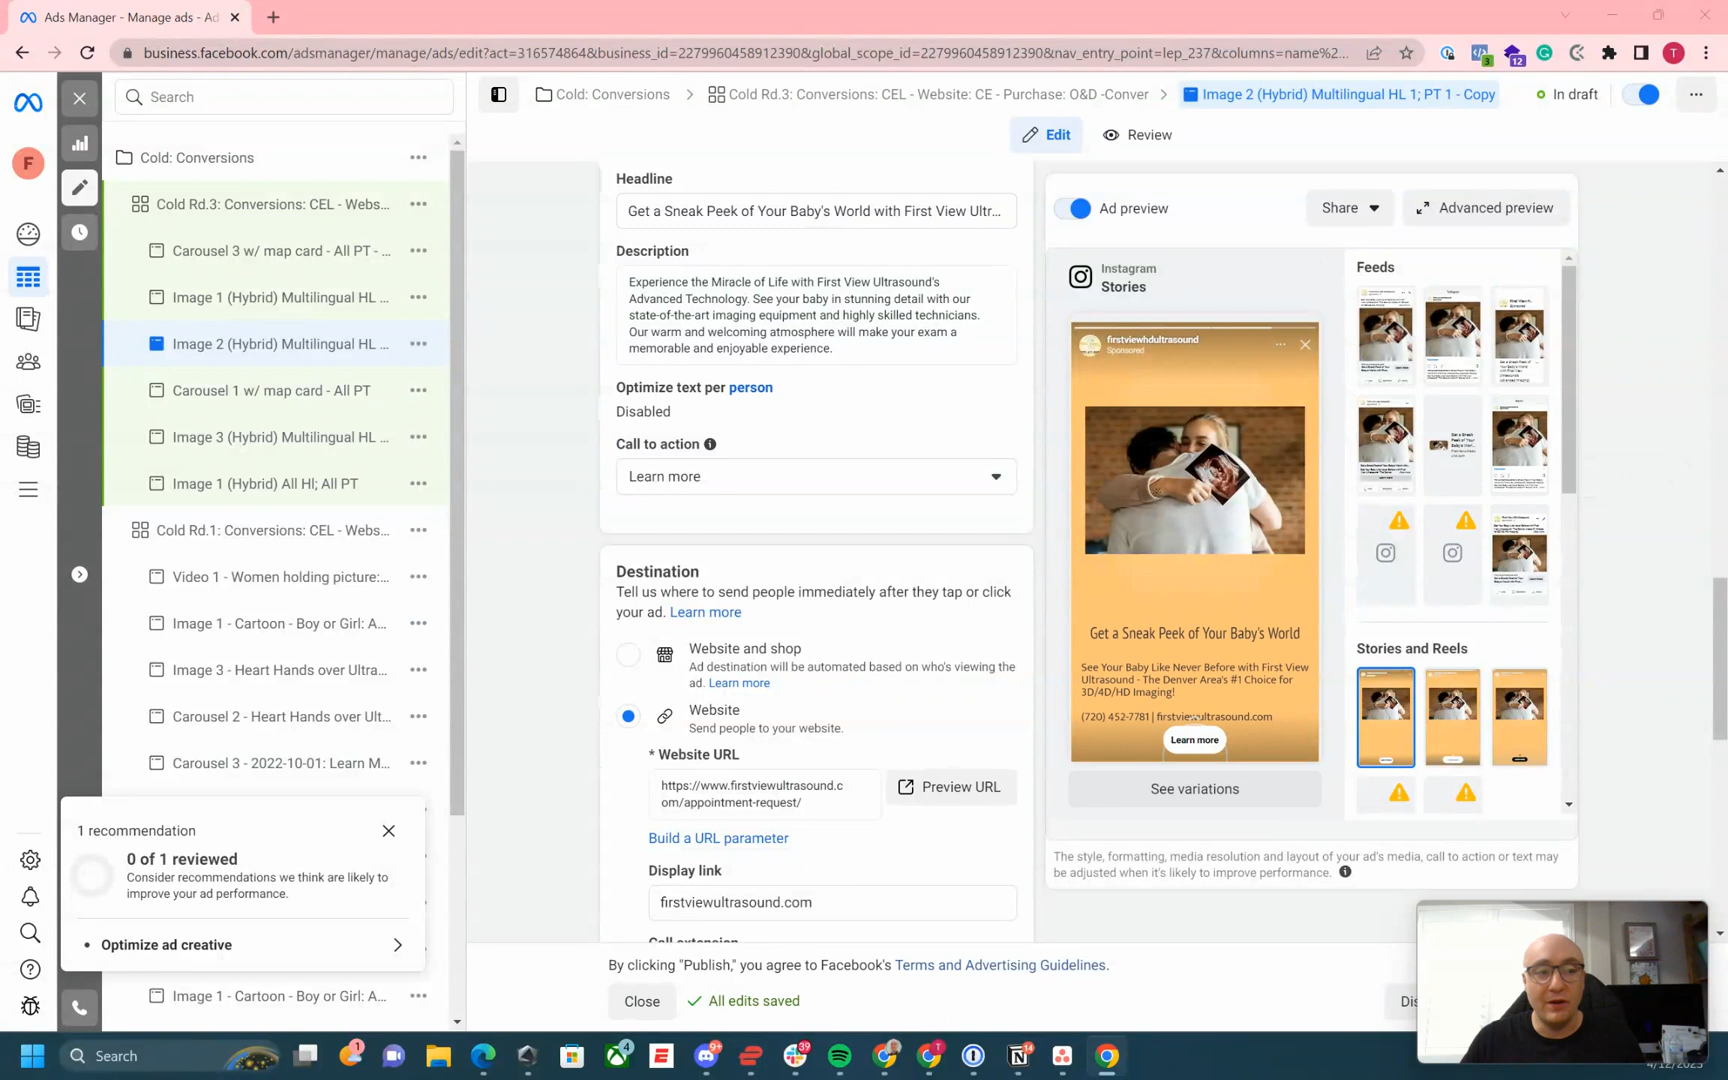 Ads Manager - Manage ads - Ad
business.facebook.com/adsmanager/manage/ads/edit?act=316574864&business_id=2279960458912390&global_scope_id=2279960458912390&nav_entry_point=lep_237&columns=name%2...
3
12
T
Search
Cold: Conversions
Cold Rd.3: Conversions: CEL - Website: CE - Purchase: O&D -Conver
Image 2 (Hybrid) Multilingual HL 1; PT 1 - Copy
In draft
...
Edit
Review
F
Cold: Conversions
Cold Rd.3: Conversions: CEL - Webs...
Carousel 3 w/ map card - All PT - ...
Image 1 (Hybrid) Multilingual HL ...
Image 2 (Hybrid) Multilingual HL ...
Carousel 1 w/ map card - All PT
Image 3 (Hybrid) Multilingual HL ...
Image 1 (Hybrid) All Hl; All PT
Cold Rd.1: Conversions: CEL - Webs...
Video 1 - Women holding picture:...
Image 1 - Cartoon - Boy or Girl: A...
Image 3 - Heart Hands over Ultra...
Carousel 2 - Heart Hands over Ult...
Carousel 3 - 2022-10-01: Learn M...
1 recommendation
0 of 1 reviewed
Consider recommendations we think are likely to
improve your ad performance.
Optimize ad creative
Image 1 - Cartoon - Boy or Girl: A...
Headline
Get a Sneak Peek of Your Baby's World with First View Ultr...
Description
Experience the Miracle of Life with First View Ultrasound's
Advanced Technology. See your baby in stunning detail with our
state-of-the-art imaging equipment and highly skilled technicians.
Our warm and welcoming atmosphere will make your exam a
memorable and enjoyable experience.
Optimize text per person
Disabled
Call to action
Learn more
Destination
Tell us where to send people immediately after they tap or click
your ad. Learn more
Website and shop
Ad destination will be automated based on who's viewing the
ad. Learn more
Website
Send people to your website.
* Website URL
https://www.firstviewultrasound.c
om/appointment-request/
Preview URL
Build a URL parameter
Display link
firstviewultrasound.com
Call extension
By clicking "Publish," you agree to Facebook's Terms and Advertising Guidelines.
Close
All edits saved
Ad preview
Share
Advanced preview
Instagram
Stories
firstviewhdultrasound
Sponsored
Get a Sneak Peek of Your Baby's World
See Your Baby Like Never Before with First View
Ultrasound - The Denver Area's #1 Choice for
3D/4D/HD Imaging!
(720) 452-7781 | firstviewultrasound.com
Learn more
See variations
Feeds
Stories and Reels
The style, formatting, media resolution and layout of your ad's media, call to action or text may
be adjusted when it's likely to improve performance.
Search
1
4
9+
39
T
14
4/12/2023